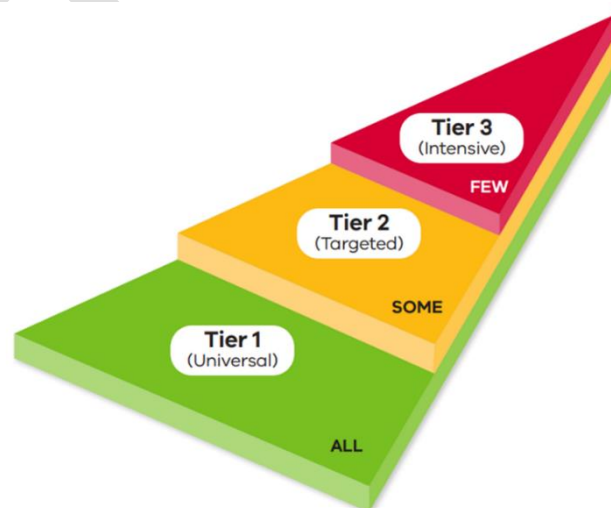 Tier 3
(Intensive)
FEW
Tier 2
(Targeted)
SOME
Tier 1
(Universal)
ALL